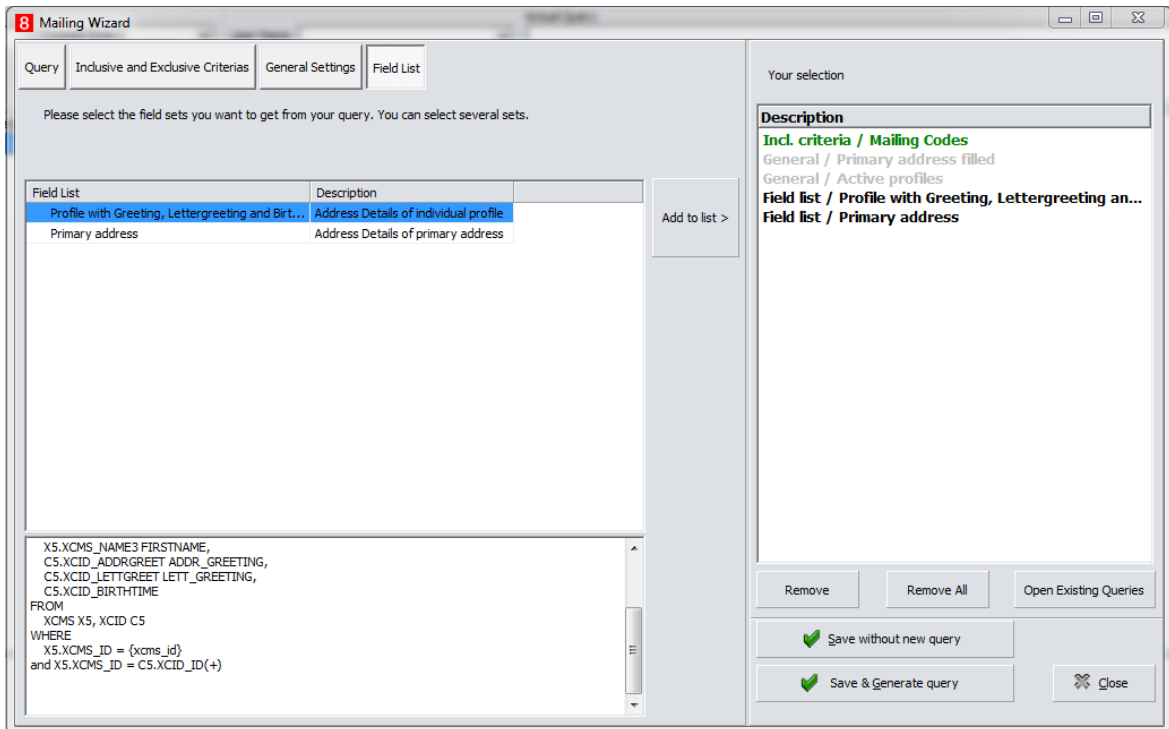 8 Mailing Wizard
Query
Inclusive and Exclusive Criterias
General Settings
Field List
Please select the field sets you want to get from your query. You can select several sets.
Field List Description
Profile with Greeting, Lettergreeting and Birt... Address Details of individual profile
Primary address Address Details of primary address
Add to list >
X5.XCMS_NAME3 FIRSTNAME,
C5.XCID_ADDRGREET ADDR_GREETING,
C5.XCID_LETTGREET LETT_GREETING,
C5.XCID_BIRTHTIME
FROM
XCMS X5, XCID C5
WHERE
X5.XCMS_ID = {xcms_id}
and X5.XCMS_ID = C5.XCID_ID(+)
Your selection
Description
Incl. criteria / Mailing Codes
General / Primary address filled
General / Active profiles
Field list / Profile with Greeting, Lettergreeting an...
Field list / Primary address
Remove
Remove All
Open Existing Queries
Save without new query
Save & Generate query
Close